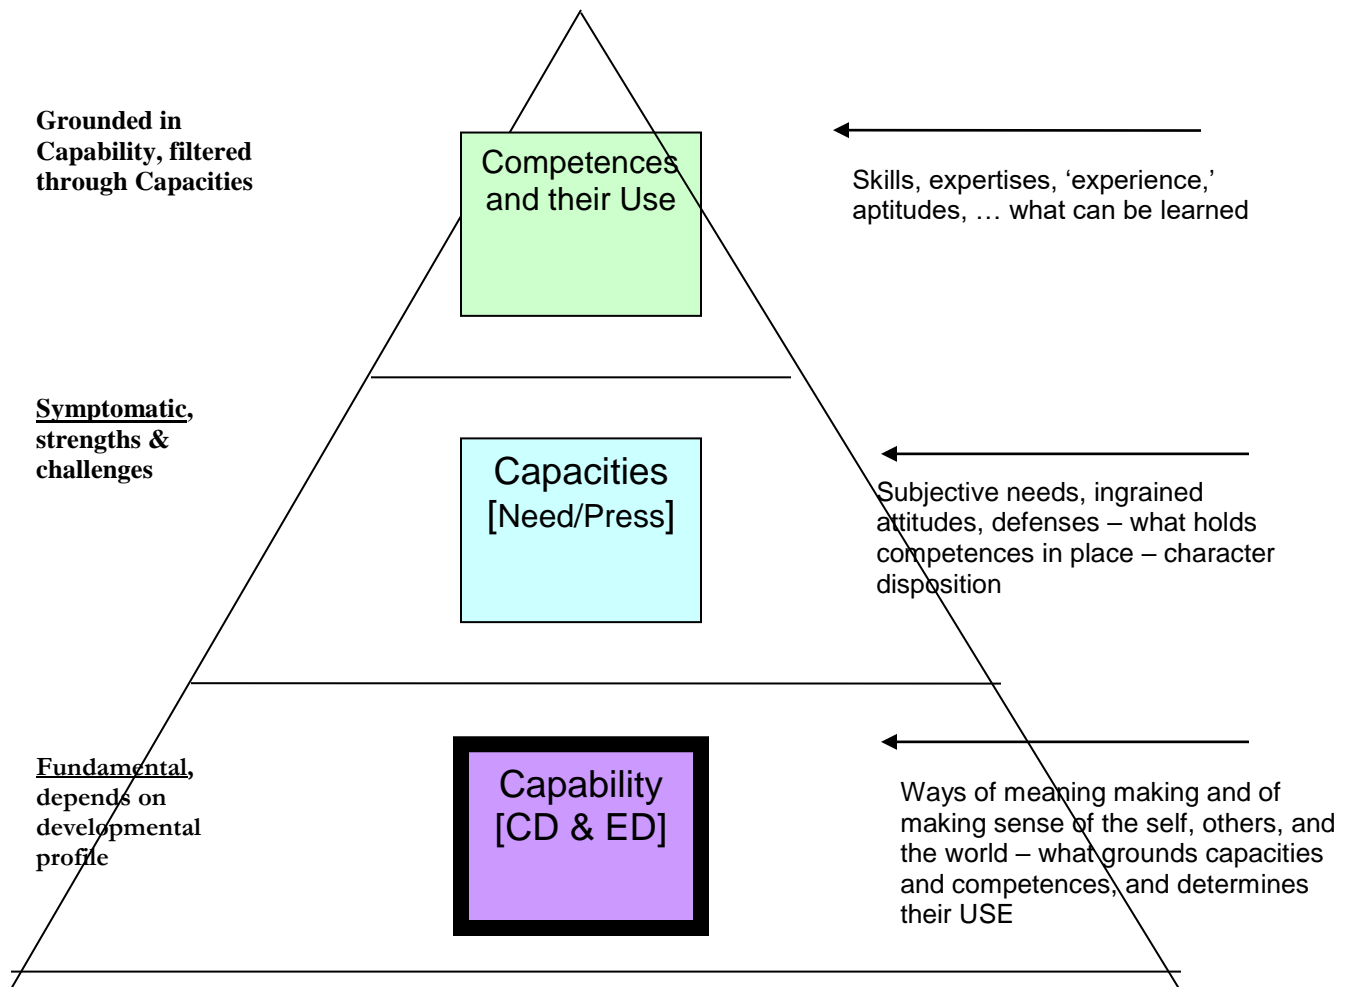 Grounded in
Capability, filtered
through Capacities
Competences
and their Use
Skills, expertises, ‘experience,’
aptitudes, … what can be learned
Symptomatic,
strengths &
challenges
Capacities
[Need/Press]
Subjective needs, ingrained
attitudes, defenses – what holds
competences in place – character
disposition
Fundamental,
depends on
developmental
profile
Capability
[CD & ED]
Ways of meaning making and of
making sense of the self, others, and
the world – what grounds capacities
and competences, and determines
their USE